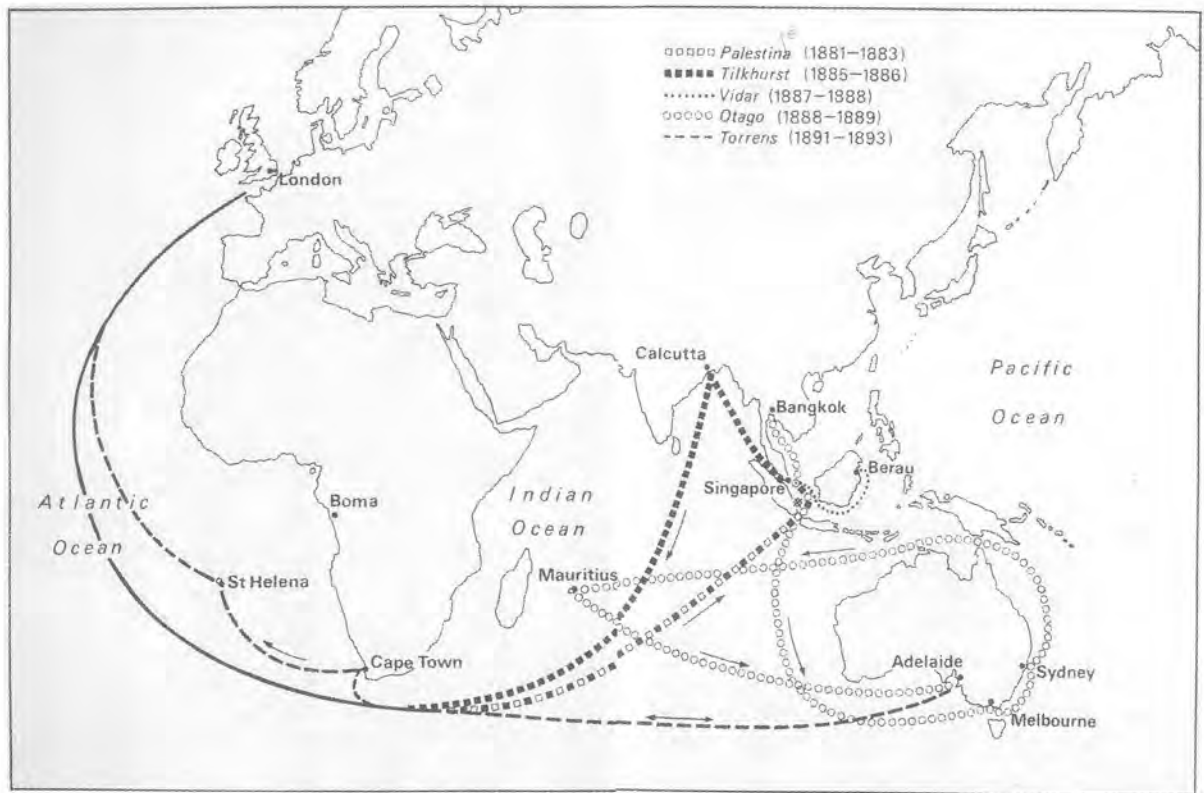 Palestina (1881–1883)
Tilkhurst (1885–1886)
Vidar (1887–1888)
Otago (1888–1889)
Torrens (1891–1893)
London
Calcutta
Bangkok
Pacific
Ocean
Berau
Singapore
Indian
Ocean
Atlantic
Ocean
Boma
St Helena
Mauritius
Cape Town
Adelaide
Sydney
Melbourne